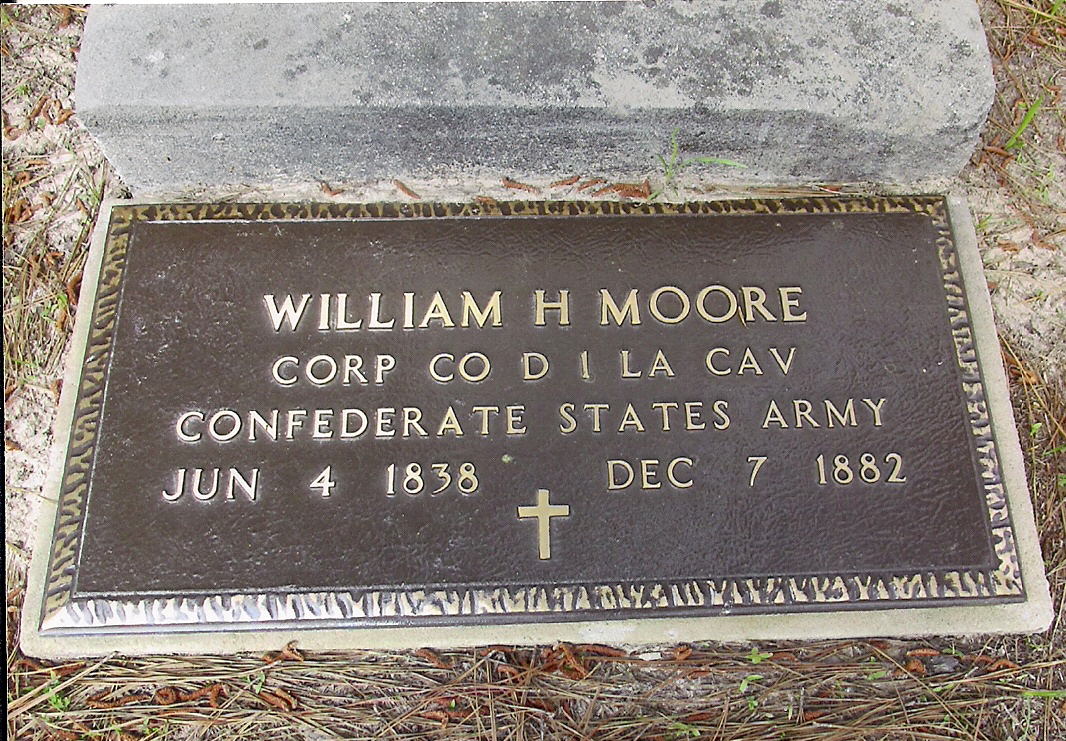 WILLIAM H MOORE
CORP CO D 1 LA CAV
CONFEDERATE STATES ARMY
JUN 4 1838 DEC 7 1882